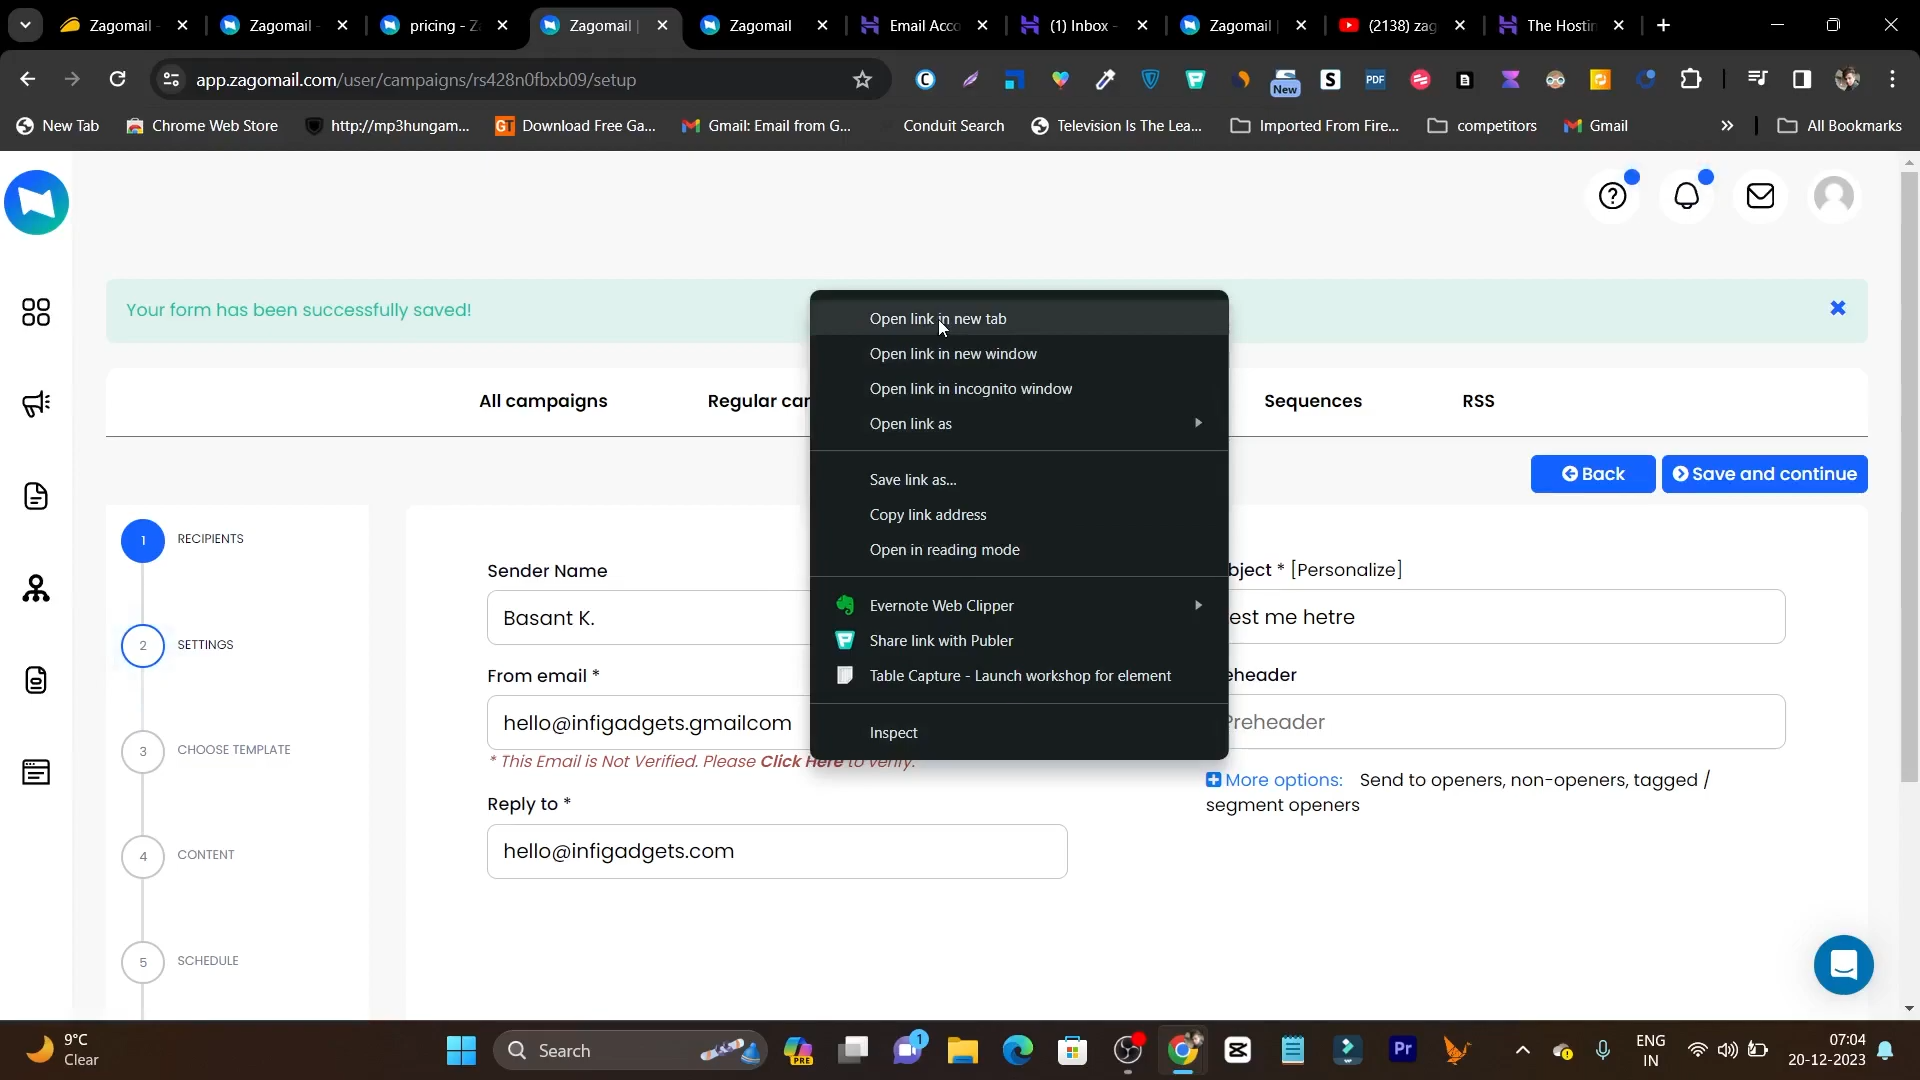 Zagomail -
Zagomail -
pricing - Z
Zagomail |
Zagomail
Email Acco
(1) Inbox -
Zagomail |
(2138) zag
The Hostin
app.zagomail.com/user/campaigns/rs428n0fbxb09/setup
New
PDF
New Tab
Chrome Web Store
http://mp3hungam...
GT
Download Free Ga...
Gmail: Email from G...
Conduit Search
Television Is The Lea...
Imported From Fire...
competitors
Gmail
All Bookmarks
Your form has been successfully saved!
All campaigns
Regular car
Sequences
RSS
Back
Save and continue
1 RECIPIENTS
2 SETTINGS
3 CHOOSE TEMPLATE
4 CONTENT
5 SCHEDULE
Sender Name
Basant K.
From email *
hello@infigadgets.gmailcom
* This Email is Not Verified. Please Click Here to verify.
Reply to *
hello@infigadgets.com
Open link in new tab
Open link in new window
Open link in incognito window
Open link as
Save link as...
Copy link address
Open in reading mode
Evernote Web Clipper
Share link with Publer
Table Capture - Launch workshop for element
Inspect
bject * [Personalize]
est me hetre
eheader
Preheader
More options: Send to openers, non-openers, tagged /
segment openers
9°C
Clear
Search
PRE
1
Pr
ENG
IN
07:04
20-12-2023